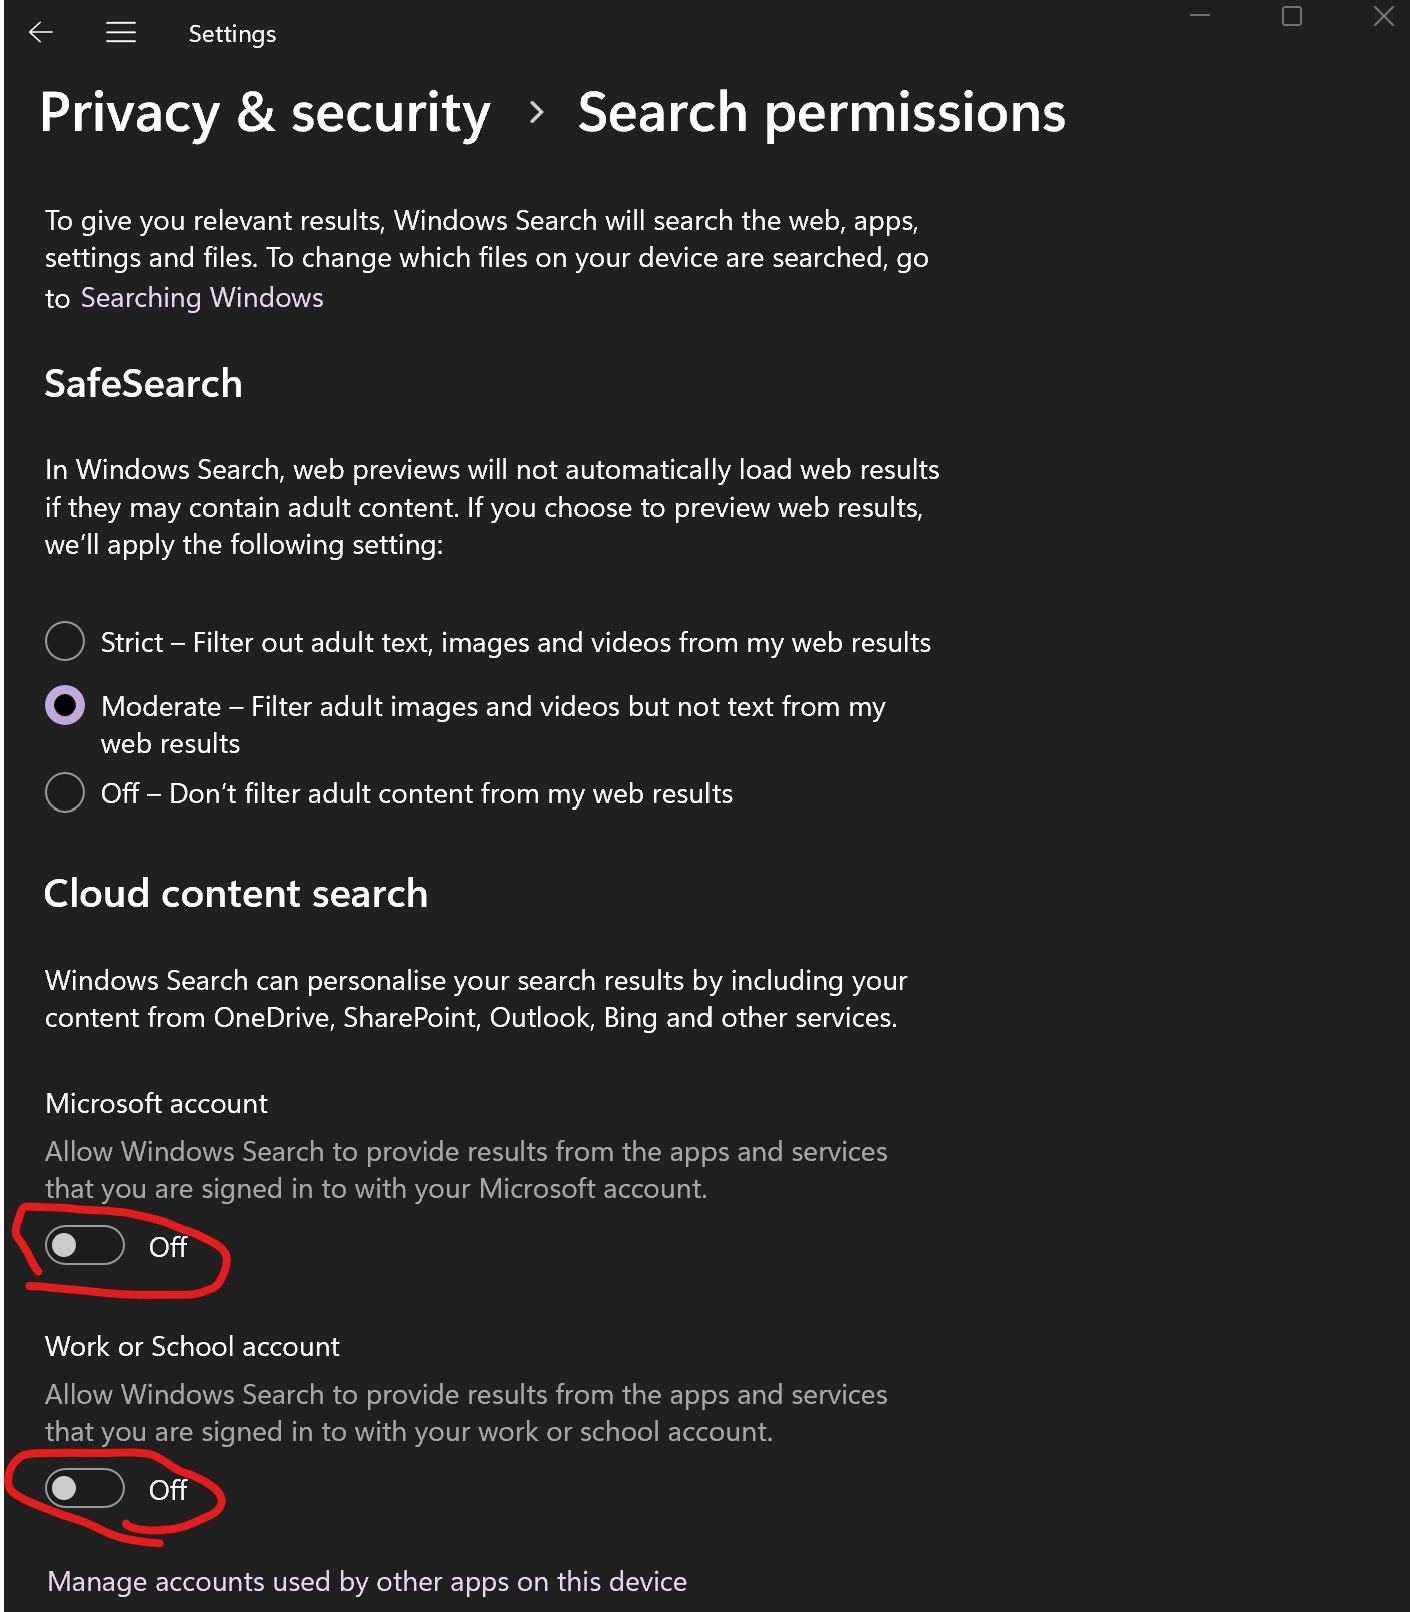 Settings
Privacy & security › Search permissions
To give you relevant results, Windows Search will search the web, apps,
settings and files. To change which files on your device are searched, go
to Searching Windows
SafeSearch
In Windows Search, web previews will not automatically load web results
if they may contain adult content. If you choose to preview web results,
we’ll apply the following setting:
Strict – Filter out adult text, images and videos from my web results
Moderate – Filter adult images and videos but not text from my
web results
Off – Don’t filter adult content from my web results
Cloud content search
Windows Search can personalise your search results by including your
content from OneDrive, SharePoint, Outlook, Bing and other services.
Microsoft account
Allow Windows Search to provide results from the apps and services
that you are signed in to with your Microsoft account.
Off
Work or School account
Allow Windows Search to provide results from the apps and services
that you are signed in to with your work or school account.
Off
Manage accounts used by other apps on this device